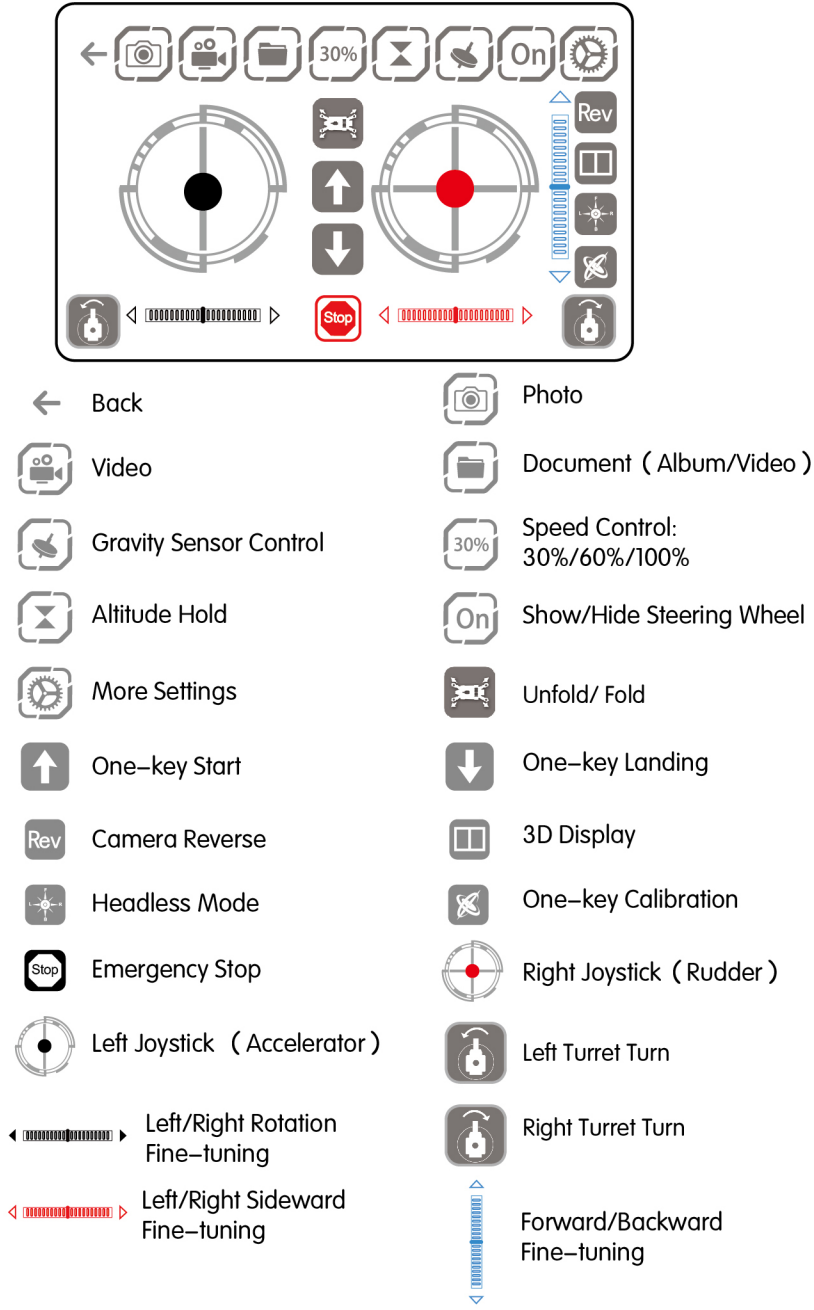 30%
On
Rev
L R
B
Stop
Back
Photo
Video
Document ( Album/Video )
Gravity Sensor Control
30%
Speed Control:
30%/60%/100%
Altitude Hold
On
Show/Hide Steering Wheel
More Settings
Unfold/ Fold
One–key Start
One–key Landing
Rev
Camera Reverse
3D Display
L R
Headless Mode
One–key Calibration
Stop
Emergency Stop
Right Joystick ( Rudder )
Left Joystick ( Accelerator )
Left Turret Turn
Left/Right Rotation
Fine–tuning
Right Turret Turn
Left/Right Sideward
Fine–tuning
Forward/Backward
Fine–tuning